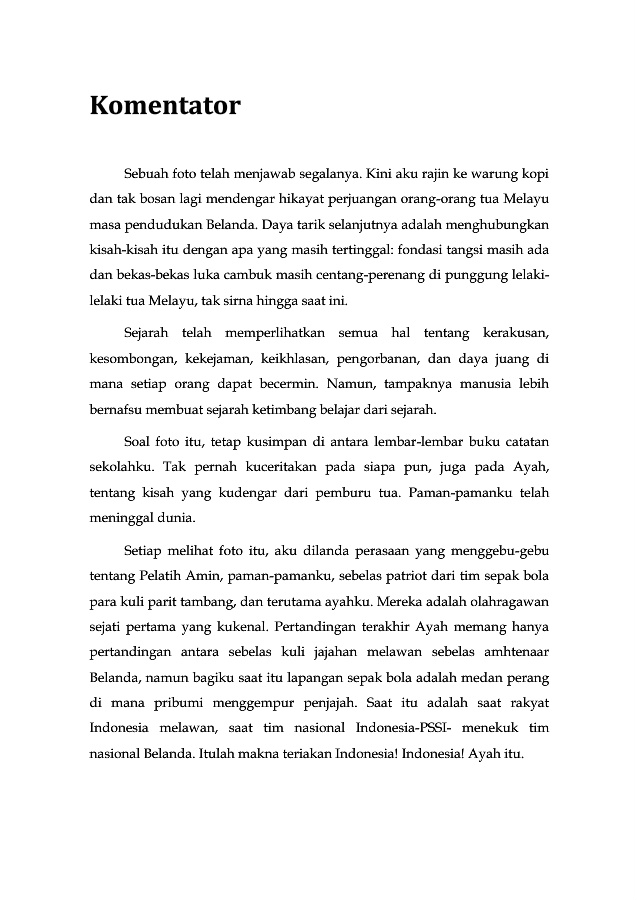 Komentator
Sebuah foto telah menjawab segalanya. Kini aku rajin ke warung kopi
dan tak bosan lagi mendengar hikayat perjuangan orang-orang tua Melayu
masa pendudukan Belanda. Daya tarik selanjutnya adalah menghubungkan
kisah-kisah itu dengan apa yang masih tertinggal: fondasi tangsi masih ada
dan bekas-bekas luka cambuk masih centang-perenang di punggung lelaki-
lelaki tua Melayu, tak sirna hingga saat ini.
Sejarah telah memperlihatkan semua hal tentang kerakusan,
kesombongan, kekejaman, keikhlasan, pengorbanan, dan daya juang di
mana setiap orang dapat becermin. Namun, tampaknya manusia lebih
bernafsu membuat sejarah ketimbang belajar dari sejarah.
Soal foto itu, tetap kusimpan di antara lembar-lembar buku catatan
sekolahku. Tak pernah kuceritakan pada siapa pun, juga pada Ayah,
tentang kisah yang kudengar dari pemburu tua. Paman-pamanku telah
meninggal dunia.
Setiap melihat foto itu, aku dilanda perasaan yang menggebu-gebu
tentang Pelatih Amin, paman-pamanku, sebelas patriot dari tim sepak bola
para kuli parit tambang, dan terutama ayahku. Mereka adalah olahragawan
sejati pertama yang kukenal. Pertandingan terakhir Ayah memang hanya
pertandingan antara sebelas kuli jajahan melawan sebelas amhtenaar
Belanda, namun bagiku saat itu lapangan sepak bola adalah medan perang
di mana pribumi menggempur penjajah. Saat itu adalah saat rakyat
Indonesia melawan, saat tim nasional Indonesia-PSSI- menekuk tim
nasional Belanda. Itulah makna teriakan Indonesia! Indonesia! Ayah itu.